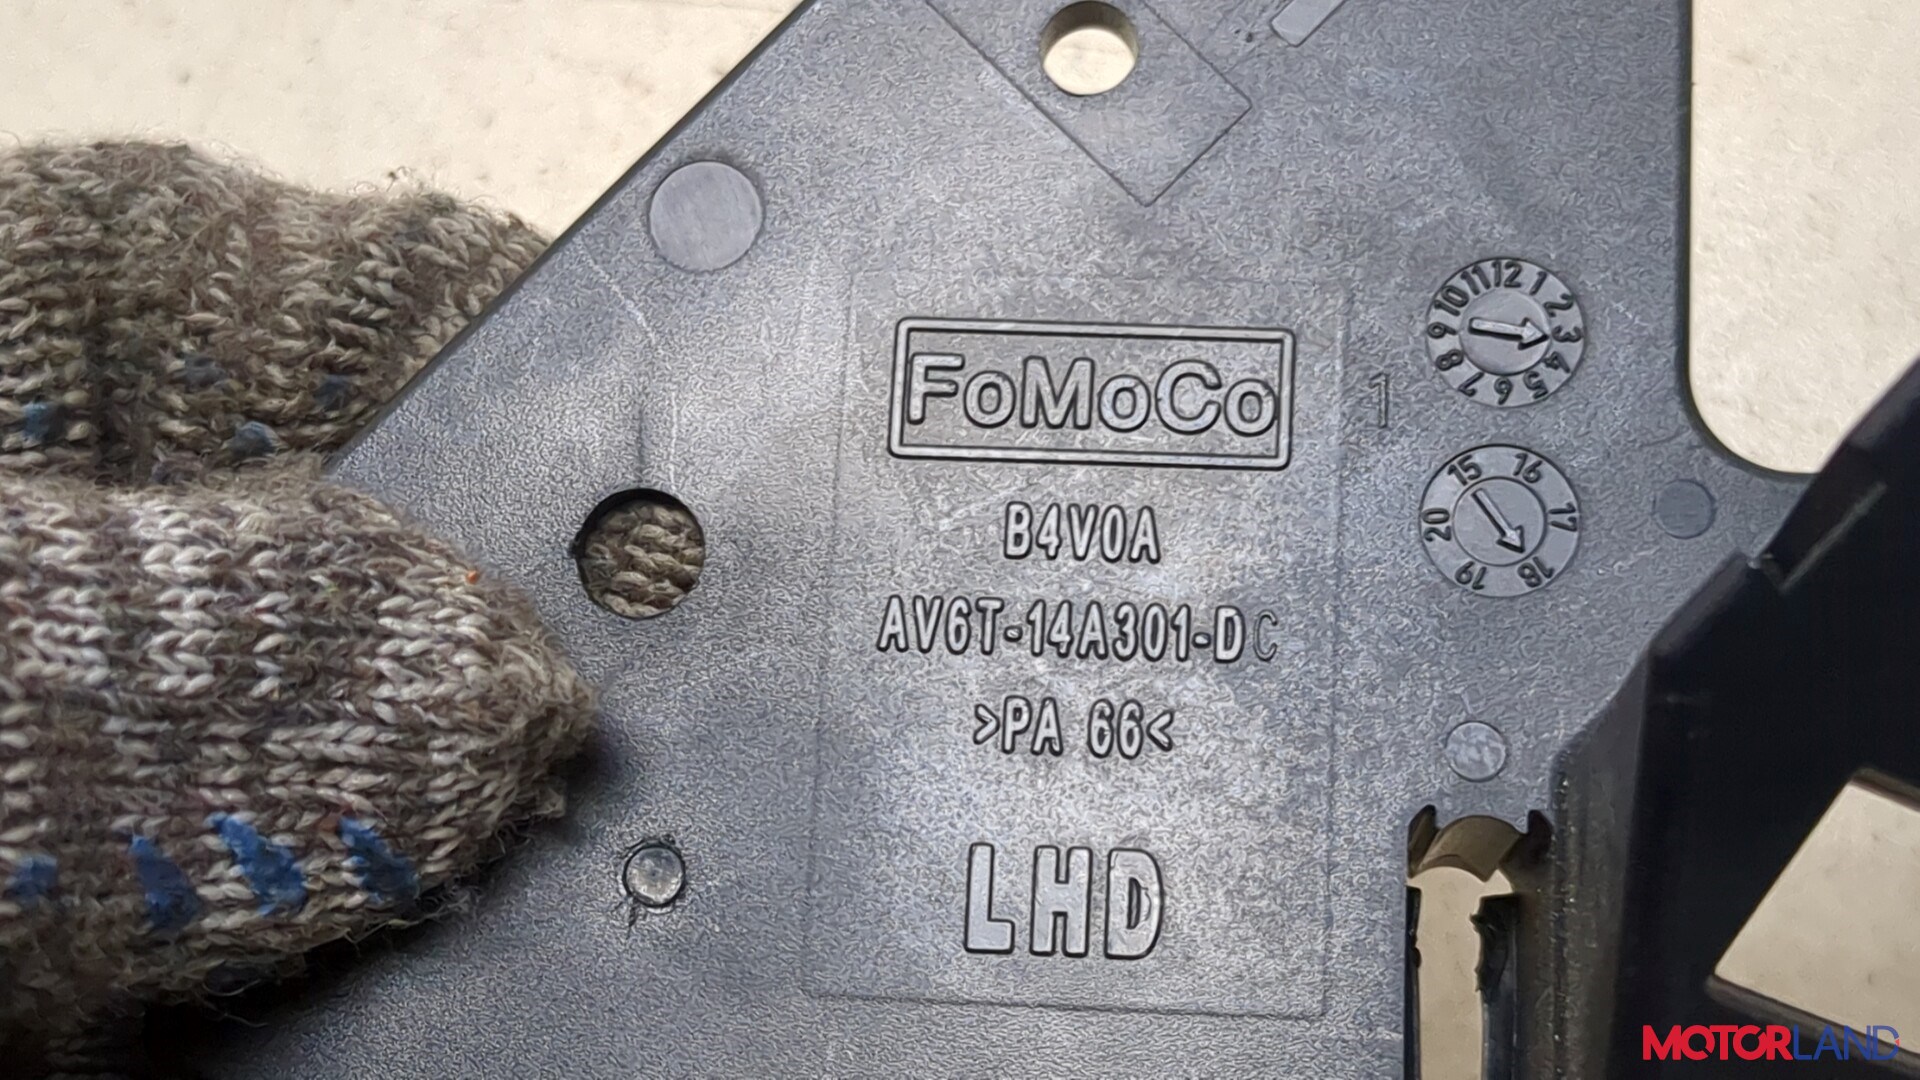 FoMoCo
1
B4V0A
AV6T-14A301-DC
>PA 66<
LHD
12 1 2 3 4 5 6 7 8 9 10 11
15 16 17 18 19 20
MOTORLAND